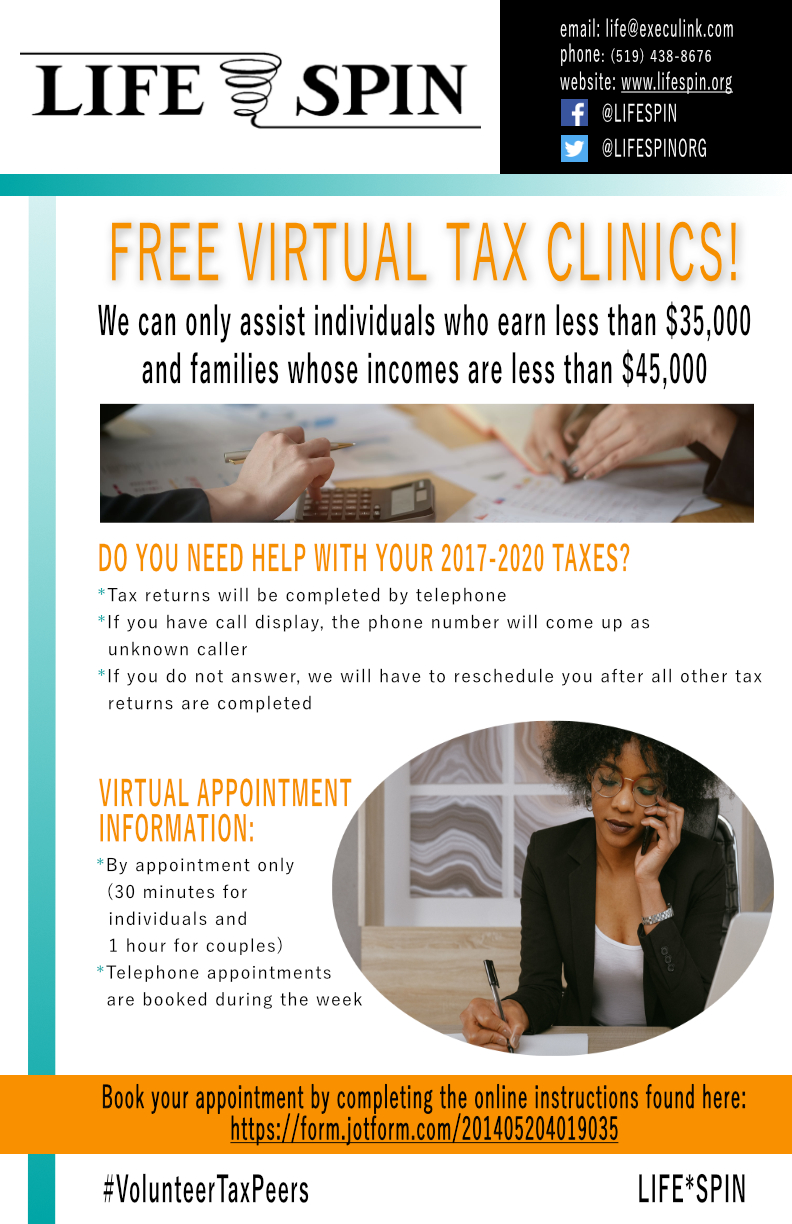 LIFE SPIN
email: life@execulink.com
phone: (519) 438-8676
website: www.lifespin.org
@LIFESPIN
@LIFESPINORG
FREE VIRTUAL TAX CLINICS!
We can only assist individuals who earn less than $35,000
and families whose incomes are less than $45,000
DO YOU NEED HELP WITH YOUR 2017-2020 TAXES?
*Tax returns will be completed by telephone
*If you have call display, the phone number will come up as
unknown caller
*If you do not answer, we will have to reschedule you after all other tax
returns are completed
VIRTUAL APPOINTMENT
INFORMATION:
*By appointment only
(30 minutes for
individuals and
1 hour for couples)
*Telephone appointments
are booked during the week
Book your appointment by completing the online instructions found here:
https://form.jotform.com/201405204019035
#VolunteerTaxPeers
LIFE*SPIN